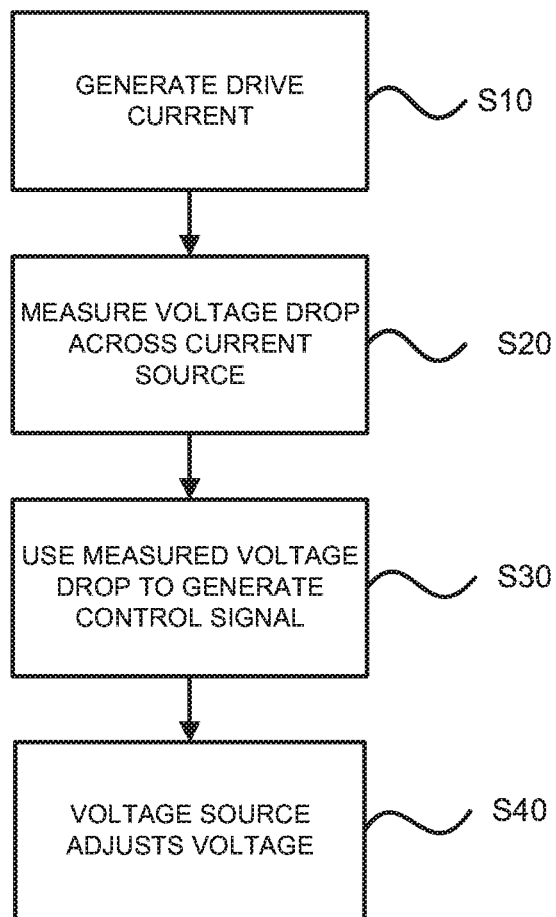 GENERATE DRIVE
CURRENT
S10
MEASURE VOLTAGE DROP
ACROSS CURRENT
SOURCE
S20
USE MEASURED VOLTAGE
DROP TO GENERATE
CONTROL SIGNAL
S30
VOLTAGE SOURCE
ADJUSTS VOLTAGE
S40